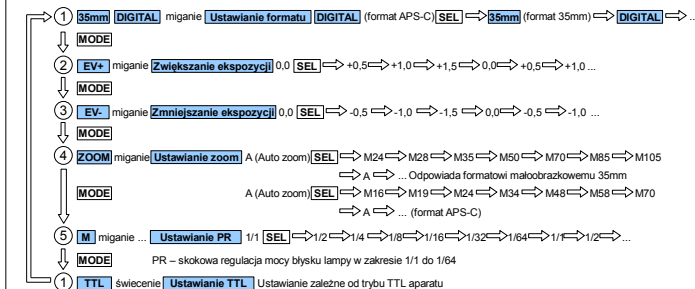 ① 35mm DIGITAL miganie Ustawianie formatu DIGITAL (format APS-C) SEL ⇨ 35mm (format 35mm) ⇨ DIGITAL ⇨ ...
MODE
② EV+ miganie Zwiększanie ekspozycji 0,0 SEL ⇨ +0,5 ⇨ +1,0 ⇨ +1,5 ⇨ 0,0 ⇨ +0,5 ⇨ +1,0 ...
MODE
③ EV- miganie Zmniejszanie ekspozycji 0,0 SEL ⇨ -0,5 ⇨ -1,0 ⇨ -1,5 ⇨ 0,0 ⇨ -0,5 ⇨ -1,0 ...
MODE
④ ZOOM miganie Ustawianie zoom A (Auto zoom) SEL ⇨ M24 ⇨ M28 ⇨ M35 ⇨ M50 ⇨ M70 ⇨ M85 ⇨ M105
⇨ A ⇨ ... Odpowiada formatowi małoobrazkowemu 35mm
MODE A (Auto zoom) SEL ⇨ M16 ⇨ M19 ⇨ M24 ⇨ M34 ⇨ M48 ⇨ M58 ⇨ M70
⇨ A ⇨ ... (format APS-C)
⑤ M miganie ... Ustawianie PR 1/1 SEL ⇨ 1/2 ⇨ 1/4 ⇨ 1/8 ⇨ 1/16 ⇨ 1/32 ⇨ 1/64 ⇨ 1/1 ⇨ 1/2 ⇨ ...
MODE PR – skokowa regulacja mocy błysku lampy w zakresie 1/1 do 1/64
① TTL świecenie Ustawienie TTL Ustawianie zależne od trybu TTL aparatu